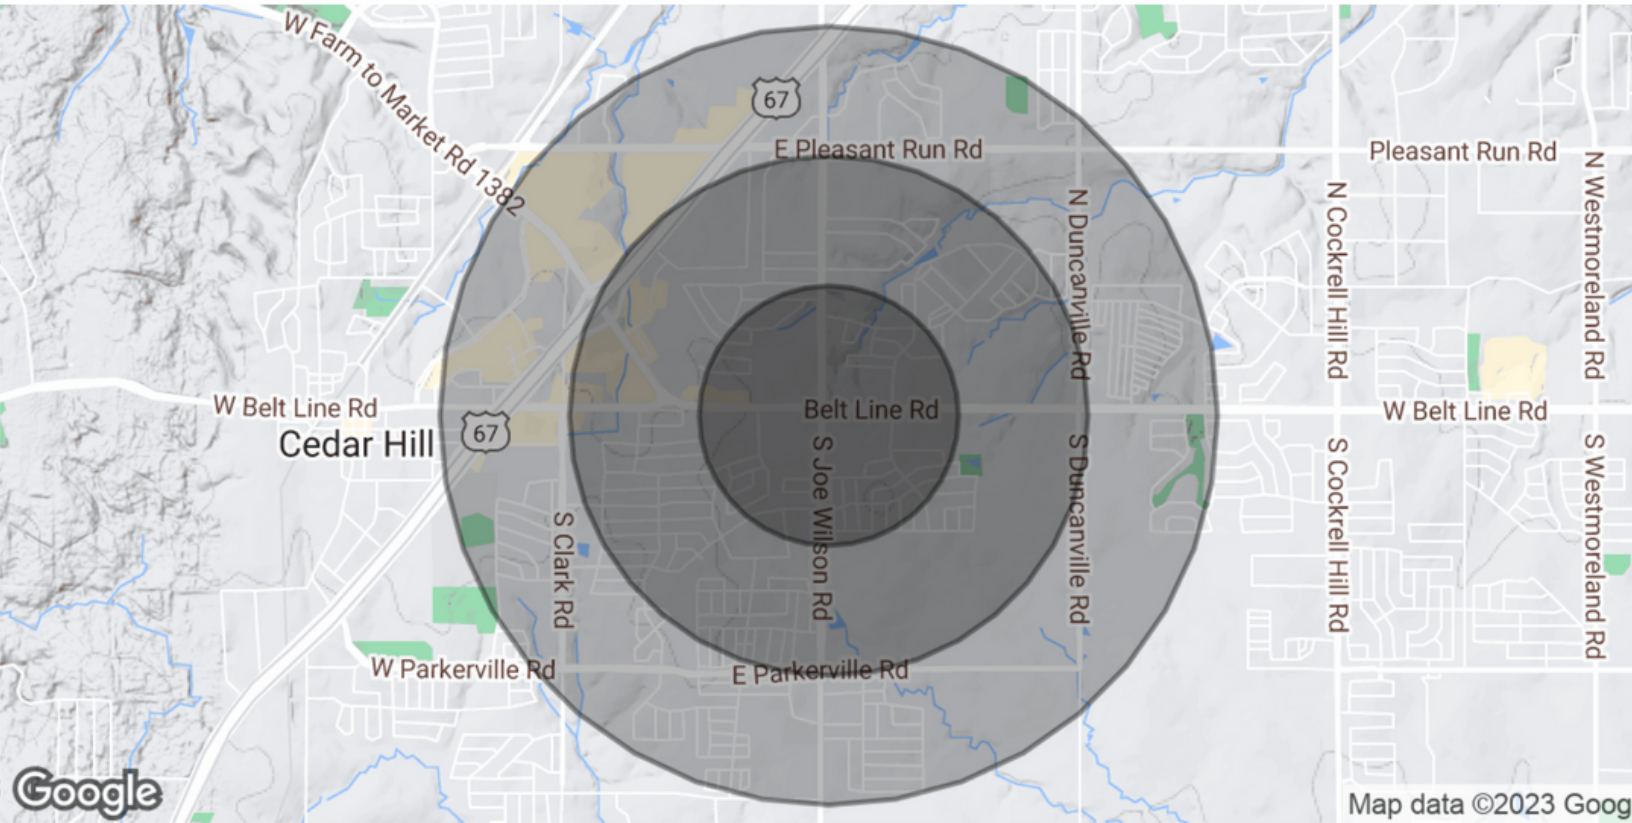 W Farm to Market Rd 1382
67
E Pleasant Run Rd
Pleasant Run Rd
N Duncanville Rd
N Cockrell Hill Rd
N Westmoreland Rd
W Belt Line Rd
Belt Line Rd
W Belt Line Rd
Cedar Hill
67
S Joe Wilson Rd
S Duncanville Rd
S Cockrell Hill Rd
S Westmoreland Rd
S Clark Rd
W Parkerville Rd
E Parkerville Rd
Google
Map data ©2023 Goog